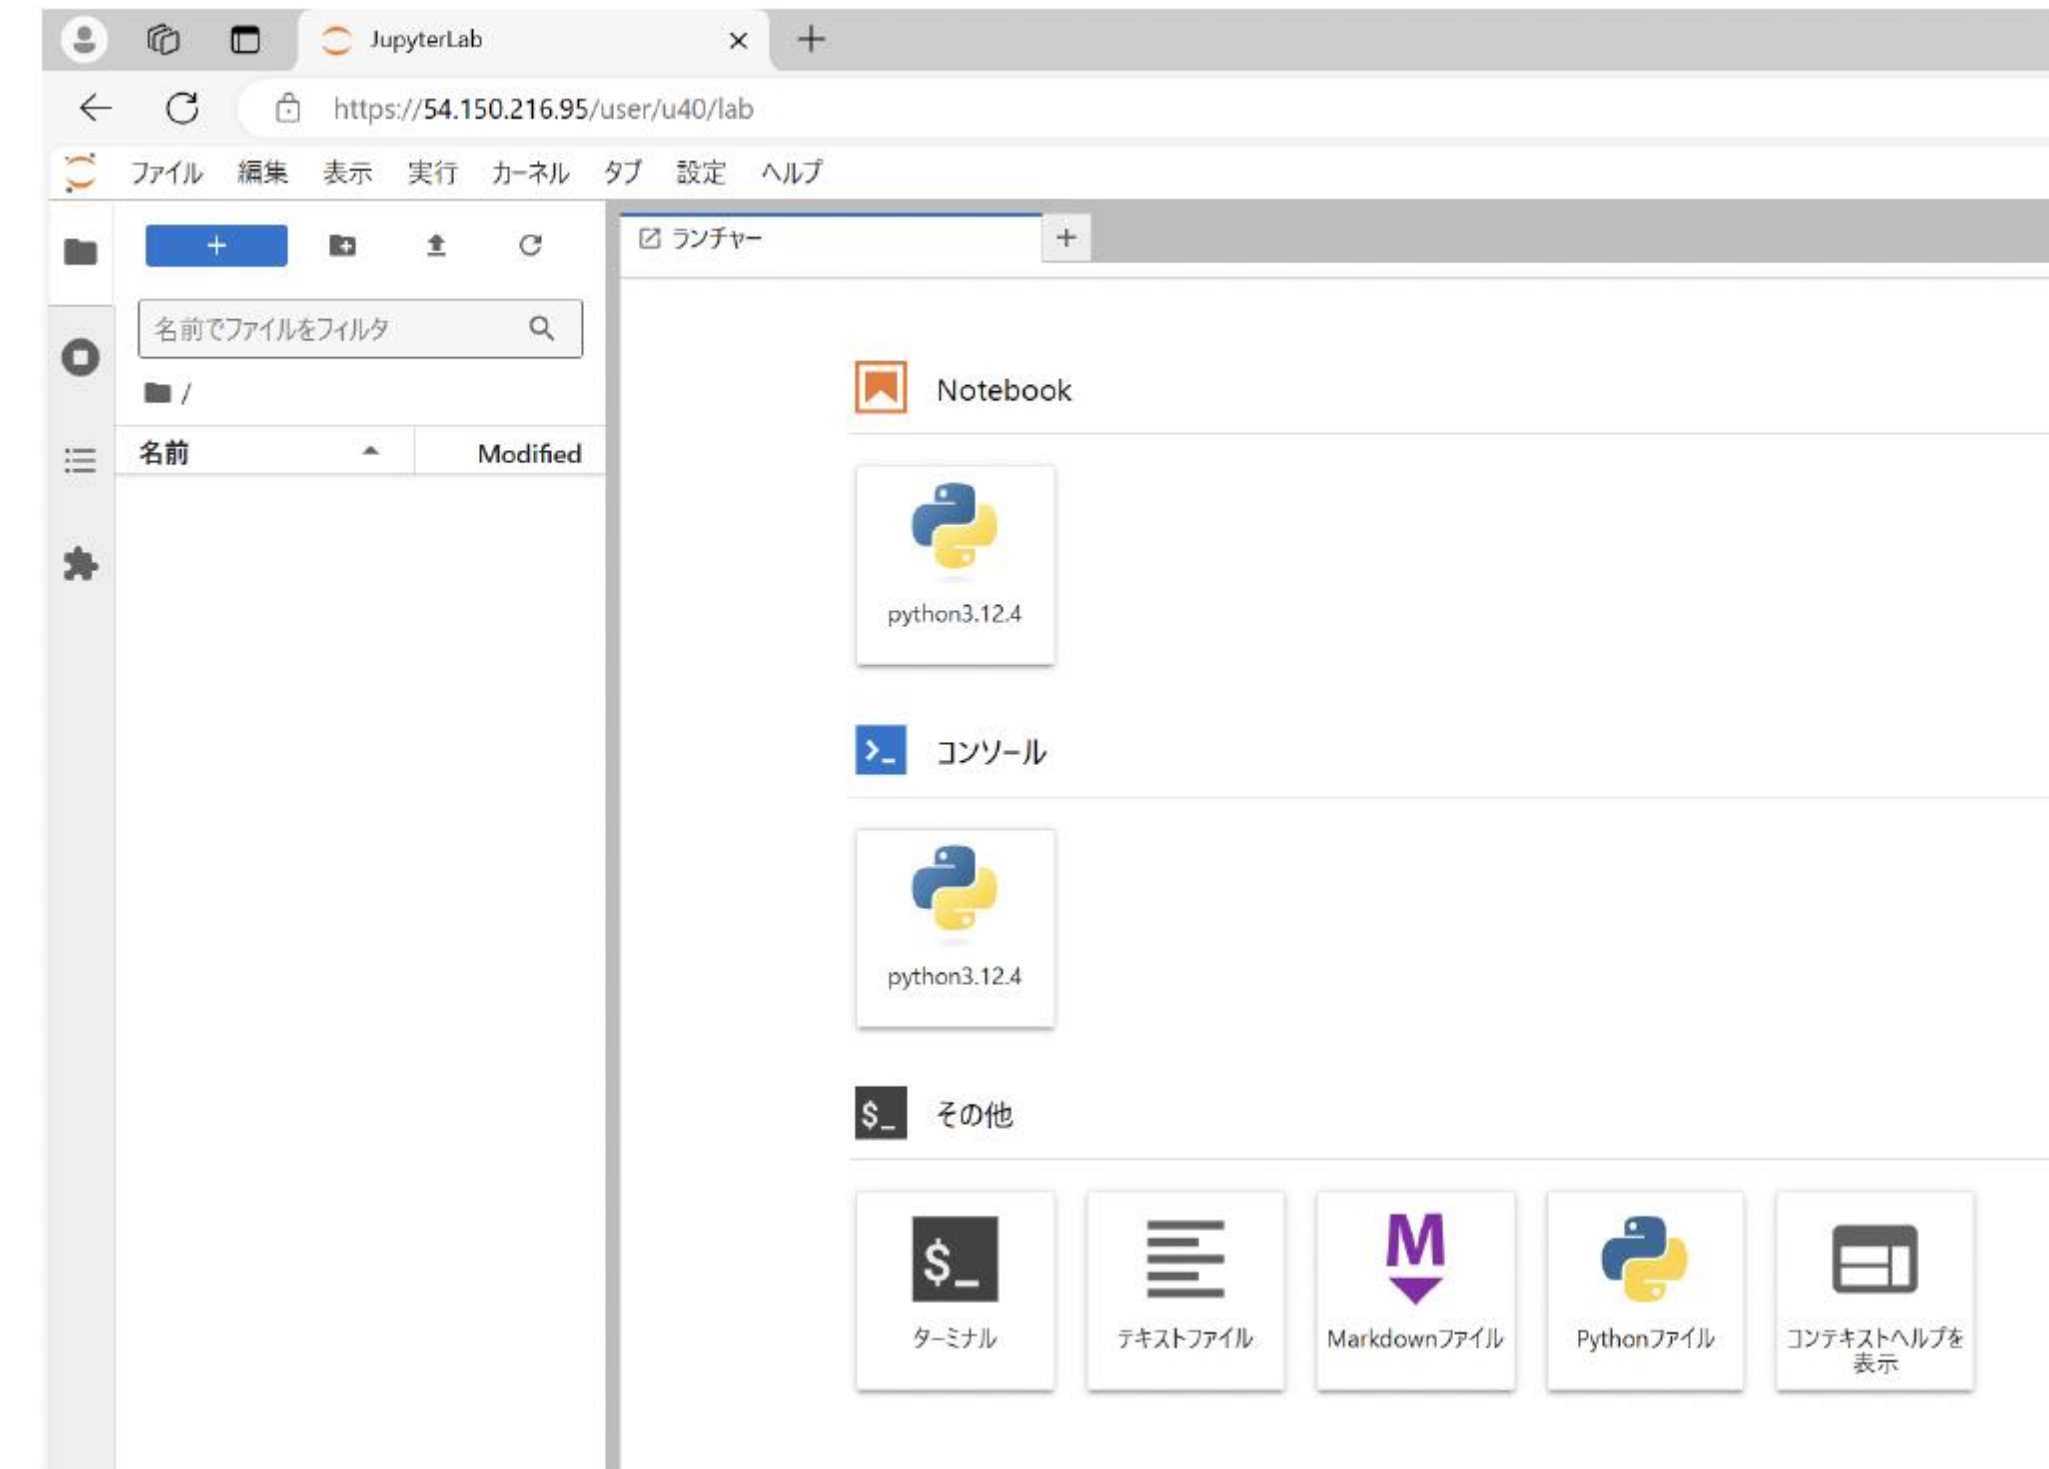 JupyterLab
https://54.150.216.95/user/u40/lab
ファイル 編集 表示 実行 カーネル タブ 設定 ヘルプ
ランチャー
名前でファイルをフィルタ
/
名前 Modified
Notebook
python3.12.4
コンソール
python3.12.4
$_ その他
$_
M
ターミナル テキストファイル Markdownファイル Pythonファイル コンテキストヘルプを
表示